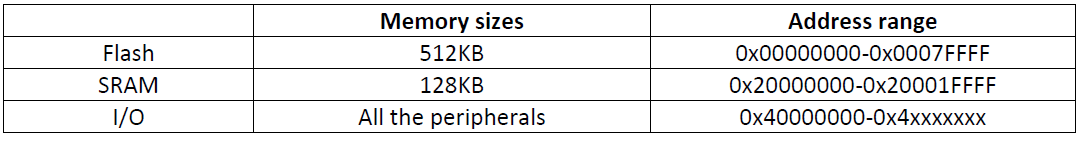 Memory sizes Address range
Flash 512KB 0x00000000-0x0007FFFF
SRAM 128KB 0x20000000-0x20001FFFF
I/O All the peripherals 0x40000000-0x4xxxxxxx